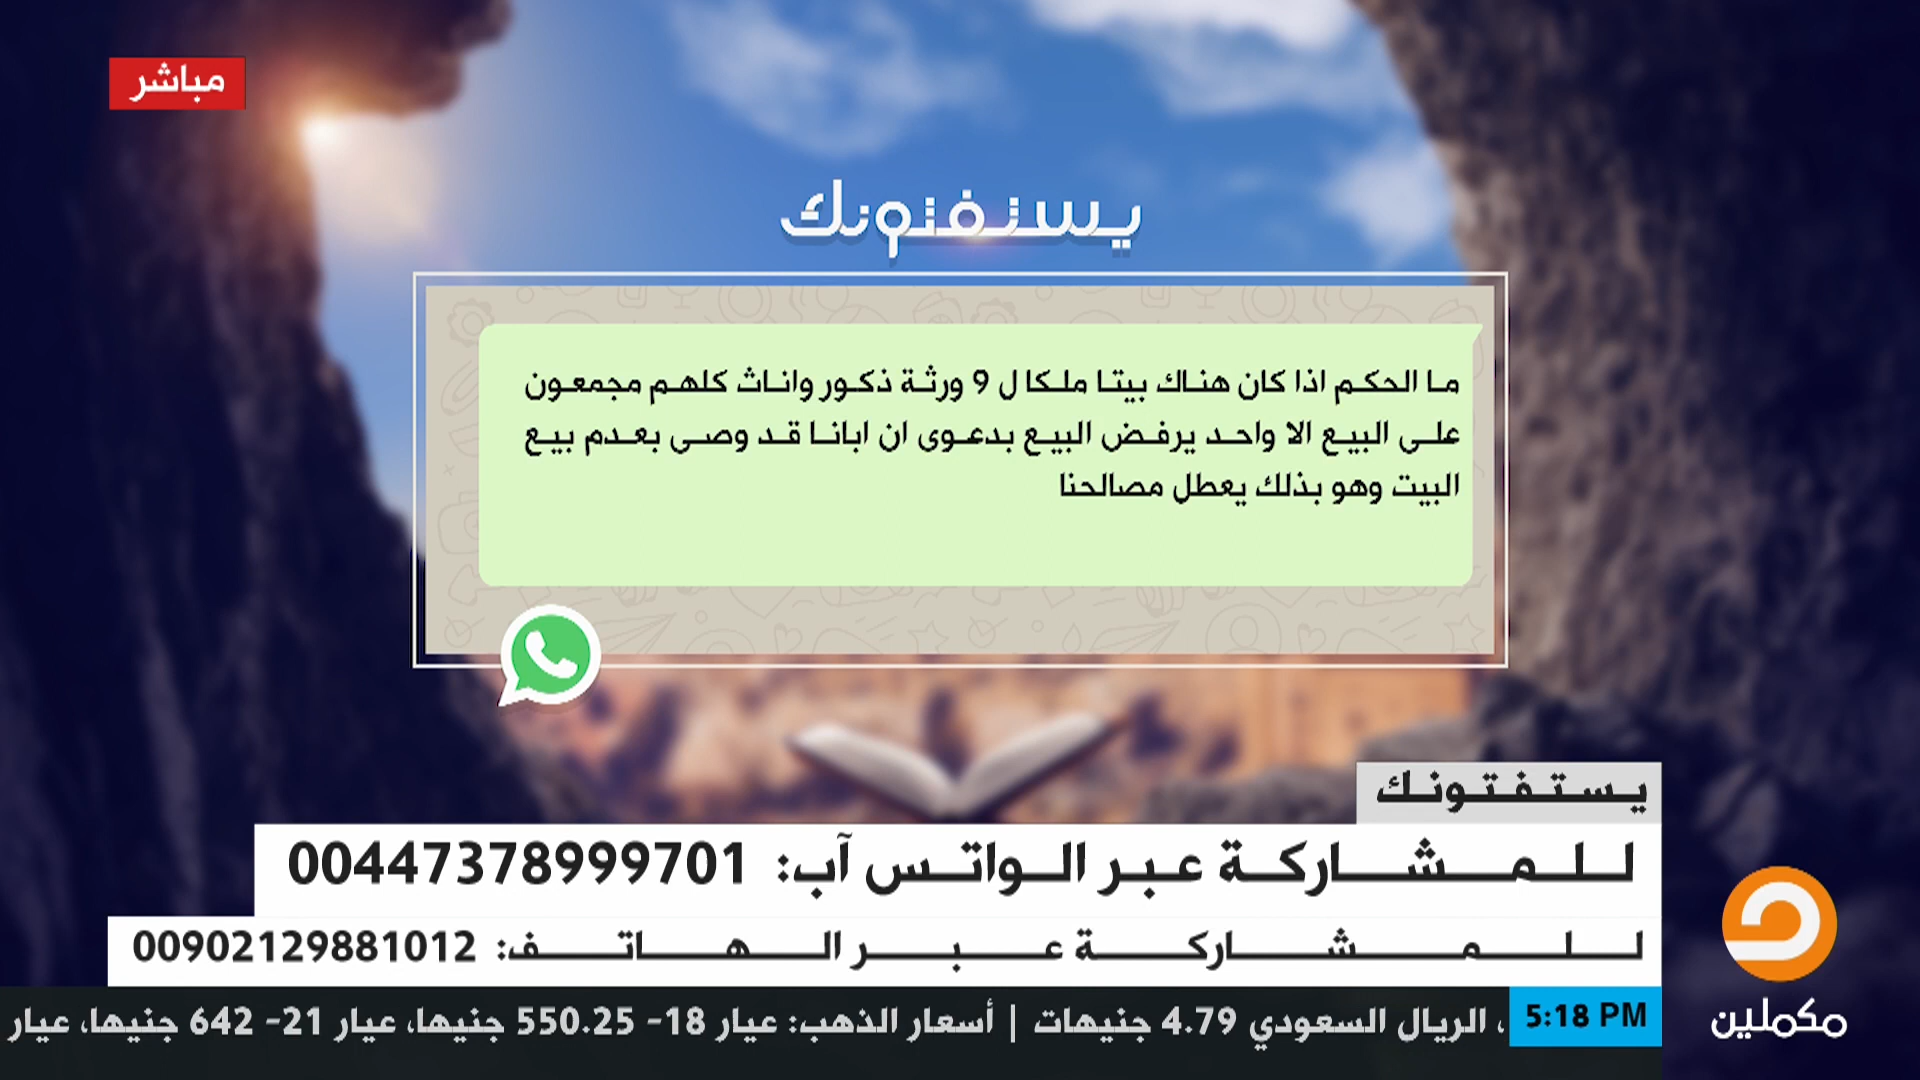 مباشر
يستفتونك
ما الحكم اذا كان هناك بيتا ملكا ل 9 ورثة ذكور واناث كلهم مجمعون
على البيع الا واحد يرفض البيع بدعوى ان ابانا قد وصى بعدم بيع
البيت وهو بذلك يعطل مصالحنا
يستفتونك
للمشاركة عبر الواتس آب: 00447378999701
للمشاركة عبر الهاتف: 00902129881012
5:18 PM ، الريال السعودي 4.79 جنيهات | أسعار الذهب: عيار 18- 550.25 جنيها، عيار 21- 642 جنيها، عيار
مكملين